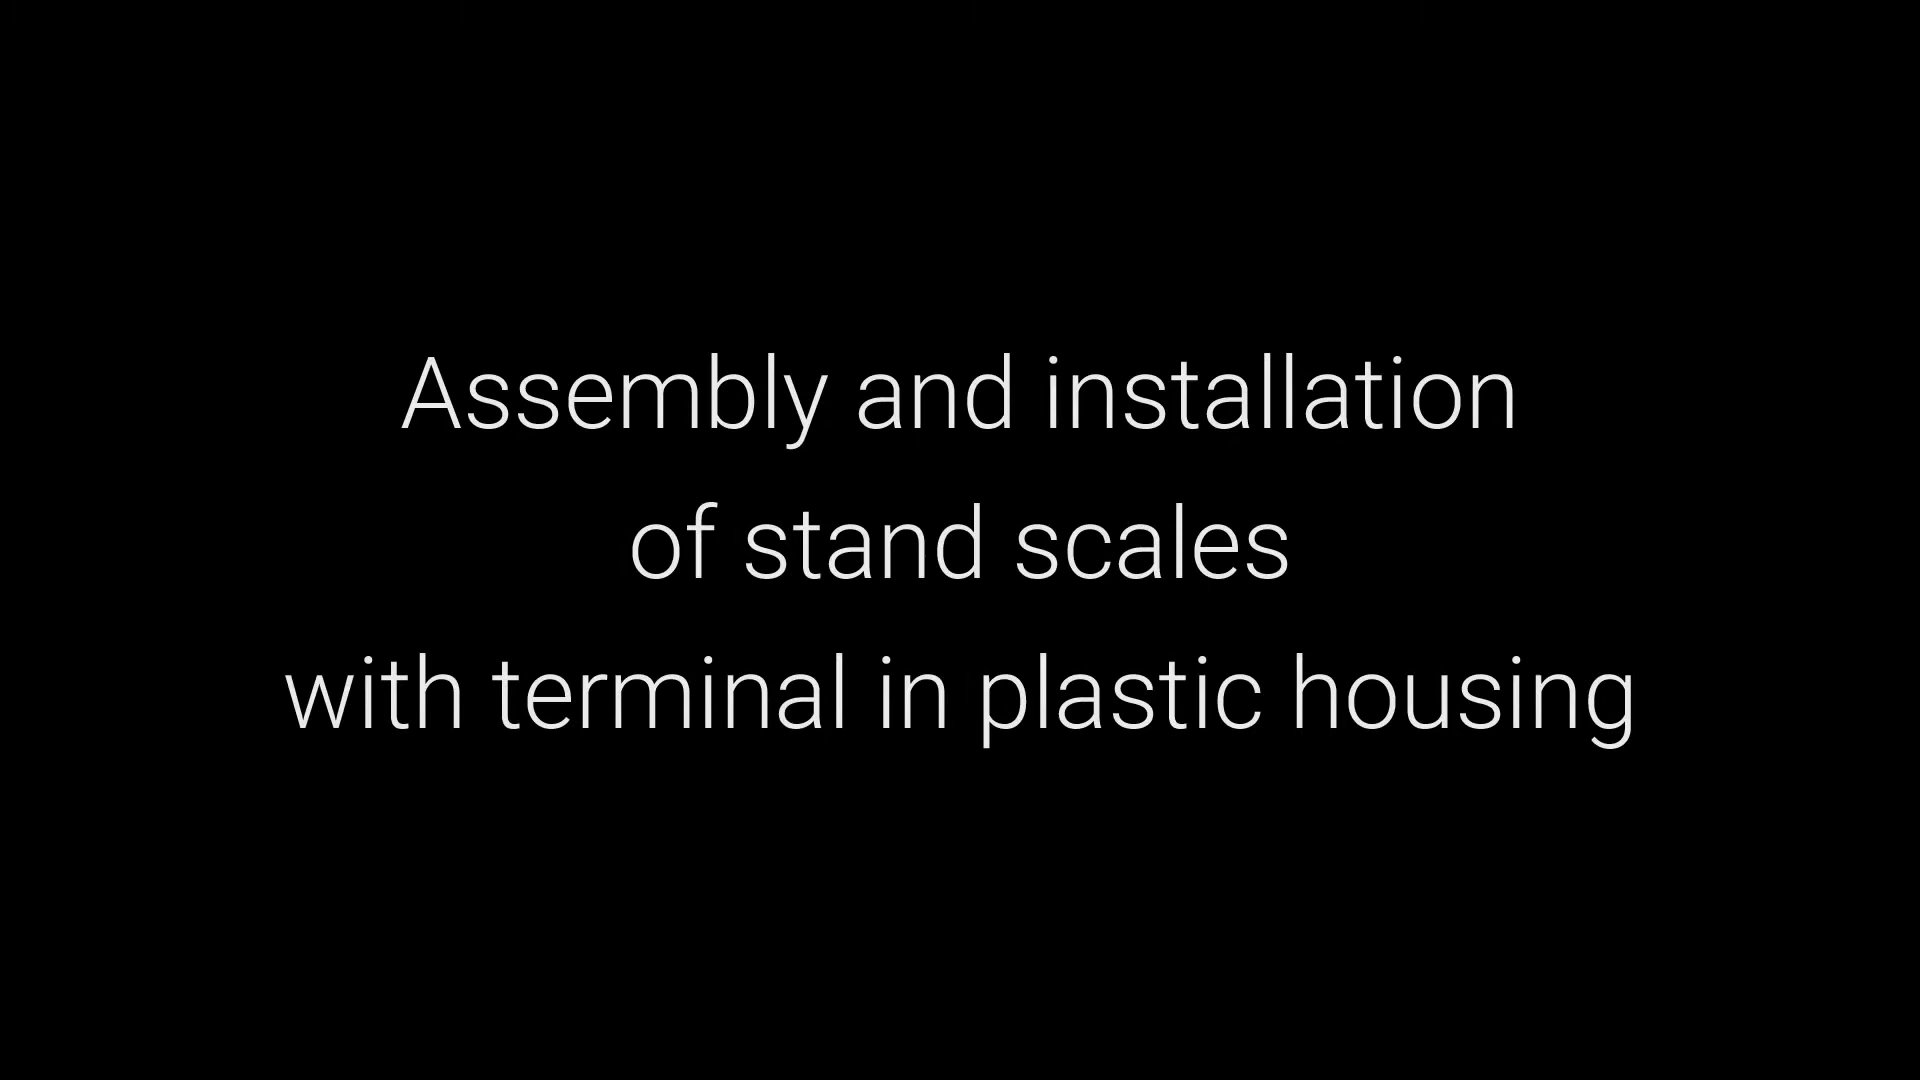 Assembly and installation
of stand scales
with terminal in plastic housing